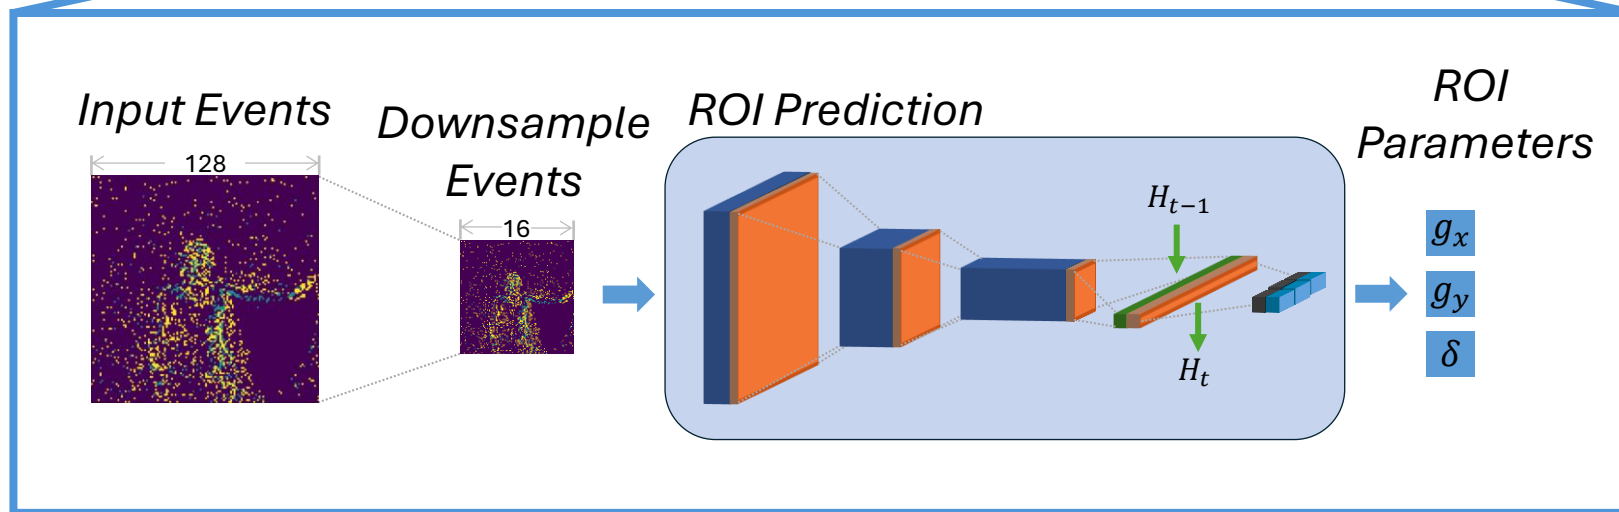 Input Events
128
Downsample
Events
16
ROI Prediction
H_{t-1}
H_t
ROI
Parameters
g_x
g_y
δ